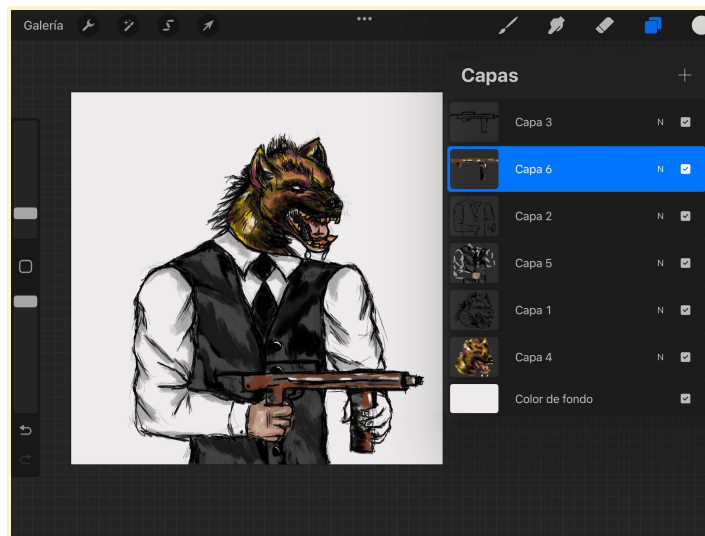 Galería
Capas
Capa 3 N
Capa 6 N
Capa 2 N
Capa 5 N
Capa 1 N
Capa 4 N
Color de fondo